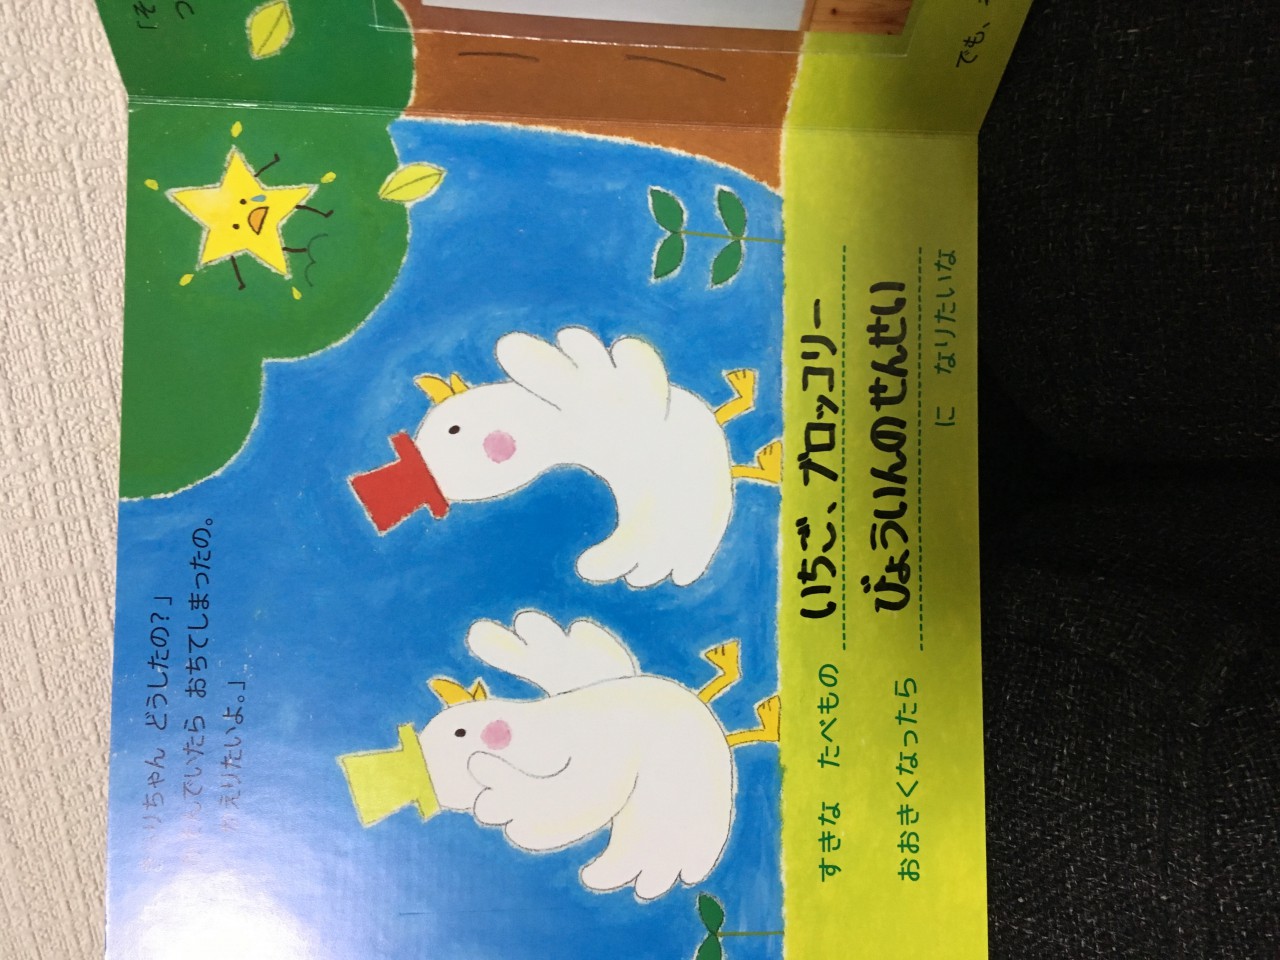 「そ
つ
でも、
りちゃん どうしたの？」
でいたら おちてしまったの。
えりたいよ。」
すきな たべもの いちご、ブロッコリー
おおきくなったら びょういんのせんせい
に なりたいな